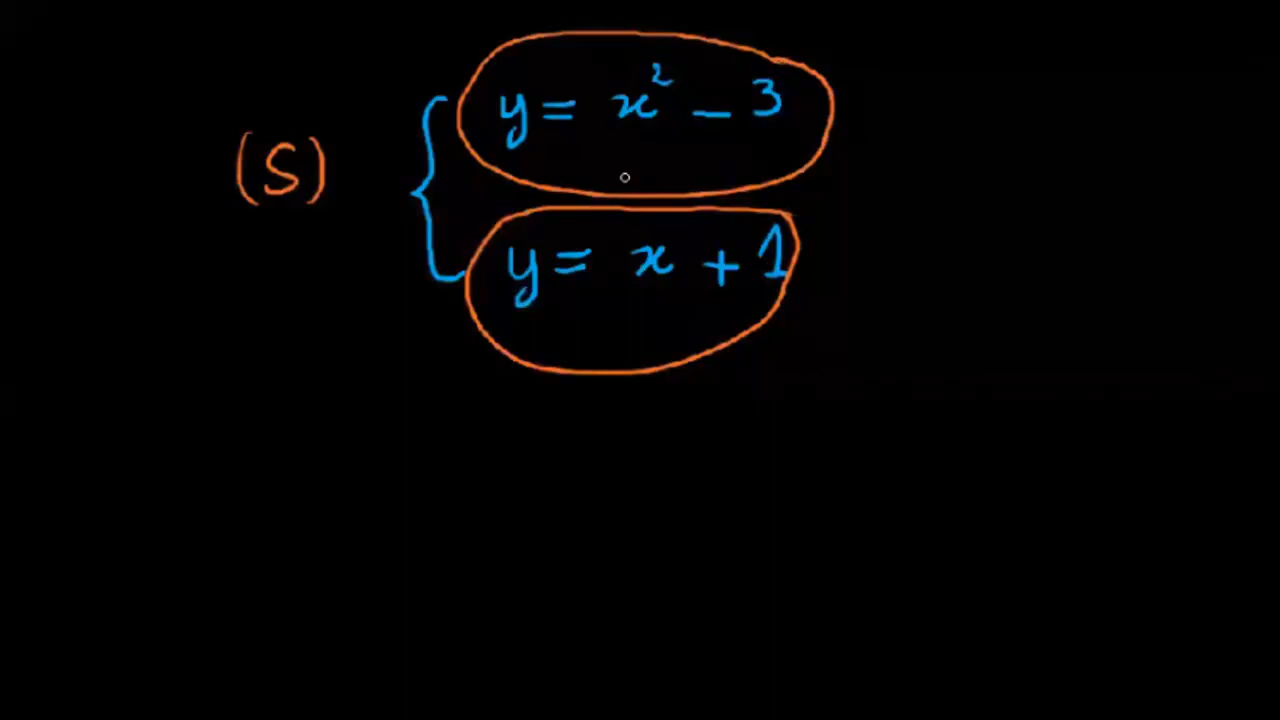 (S) { y = x² - 3
y = x + 1